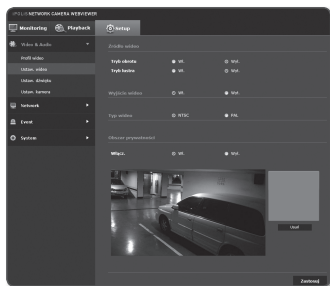 iPOLiS NETWORK CAMERA WEBVIEWER
Monitoring Playback Setup
Video & Audio
Profil wideo
Ustaw. wideo
Ustaw. dźwięku
Ustaw. kamera
Network
Event
System
Źródło wideo
Tryb obrotu Wł. Wył.
Tryb lustra Wł. Wył.
Wyjście wideo Wł. Wył.
Typ wideo NTSC PAL
Obszar prywatności
Włącz. Wł. Wył.
Usuń
Zastosuj